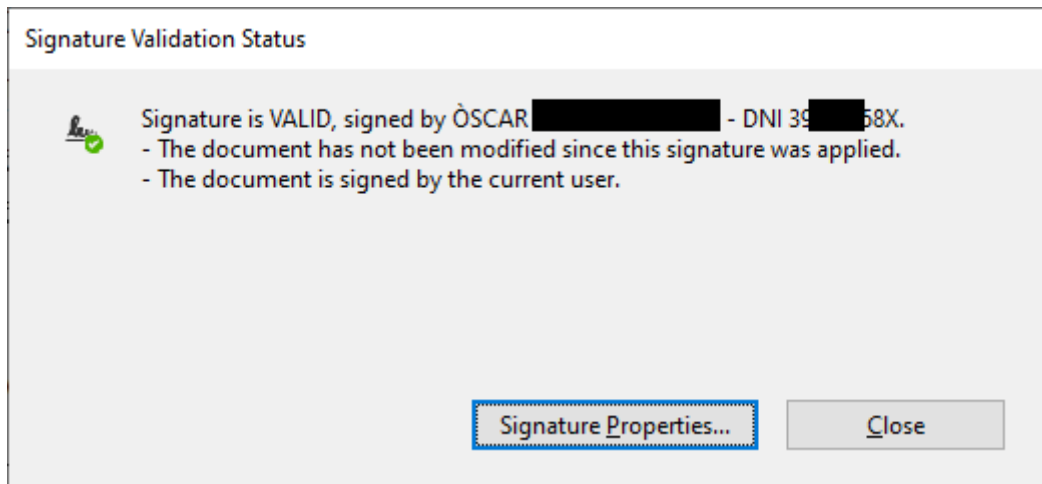 Signature Validation Status
Signature is VALID, signed by ÒSCAR - DNI 39 58X.
- The document has not been modified since this signature was applied.
- The document is signed by the current user.
Signature Properties...
Close